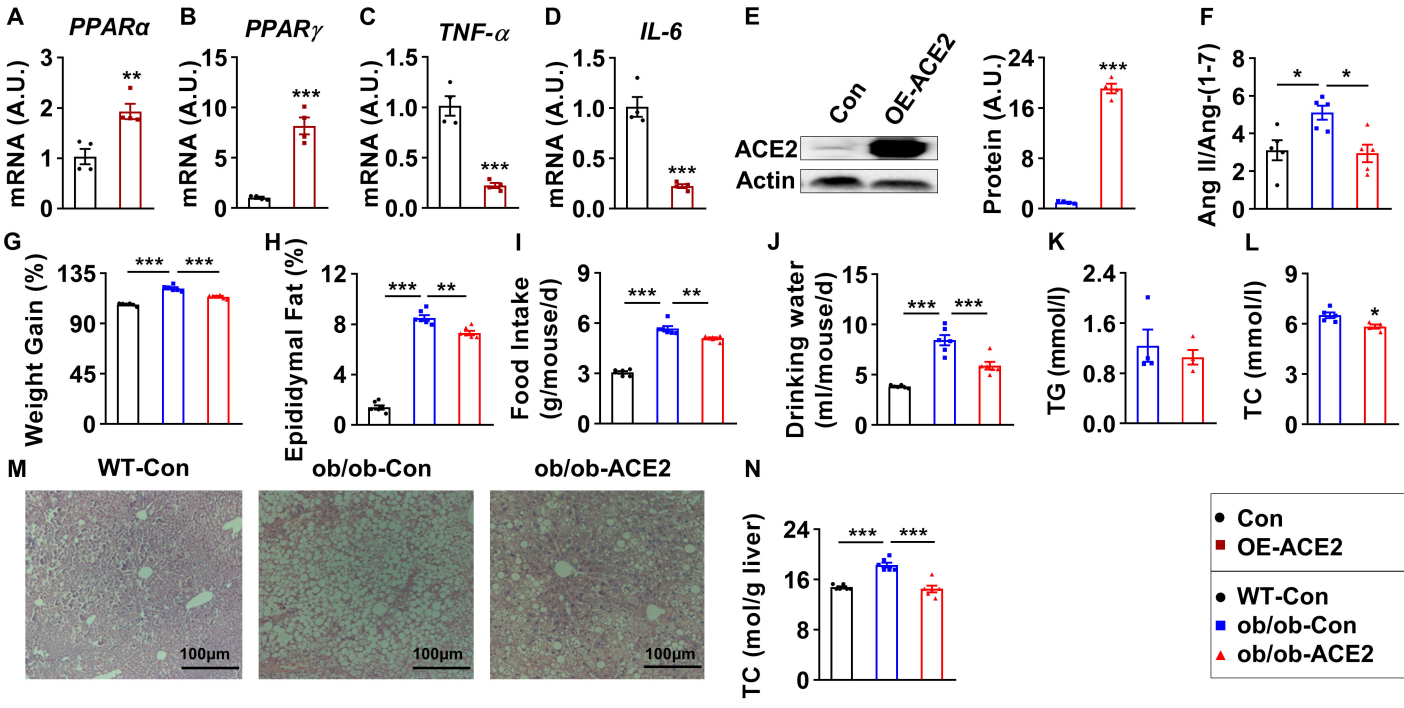 A
PPARα
mRNA (A.U.)
3
2
1
0
**
B
PPARγ
mRNA (A.U.)
15
10
5
0
***
C
TNF-α
mRNA (A.U.)
1.5
1.0
0.5
0.0
***
D
IL-6
mRNA (A.U.)
1.5
1.0
0.5
0.0
***
E
Con
OE-ACE2
ACE2
Actin
Protein (A.U.)
24
16
8
0
***
F
Ang II/Ang-(1-7)
8
6
4
2
0
*
*
G
Weight Gain (%)
135
90
45
0
***
***
H
Epididymal Fat (%)
12
8
4
0
***
**
I
Food Intake
(g/mouse/d)
9
6
3
0
***
**
J
Drinking water
(ml/mouse/d)
15
10
5
0
***
***
K
TG (mmol/l)
2.4
1.6
0.8
0.0
L
TC (mmol/l)
9
6
3
0
*
M
WT-Con
ob/ob-Con
ob/ob-ACE2
100μm
100μm
100μm
N
TC (mol/g liver)
24
16
8
0
***
***
Con
OE-ACE2
WT-Con
ob/ob-Con
ob/ob-ACE2